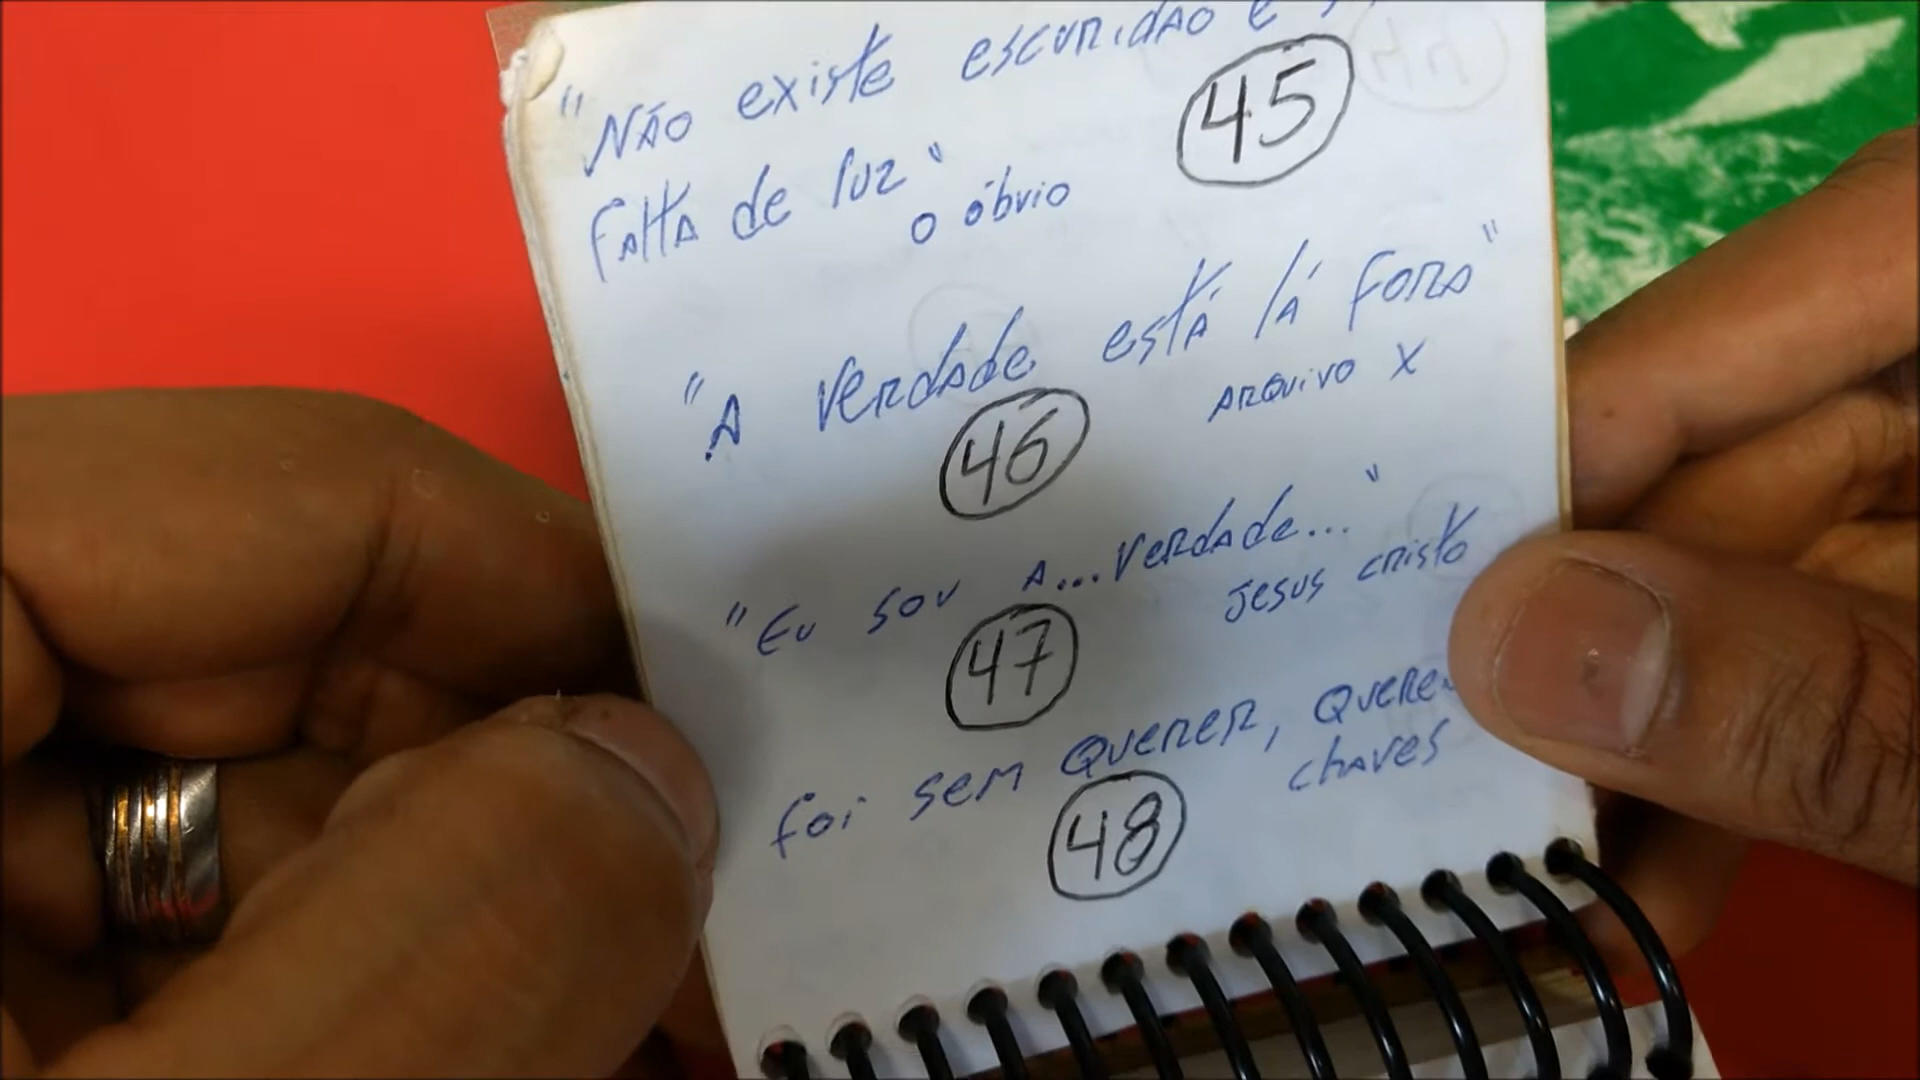 "Não existe escuridão é
45
falta de luz"
o óbvio
"A verdade está lá fora"
46
Arquivo X
"Eu sou a...verdade..."
47
Jesus Cristo
foi sem querer,
48
chaves